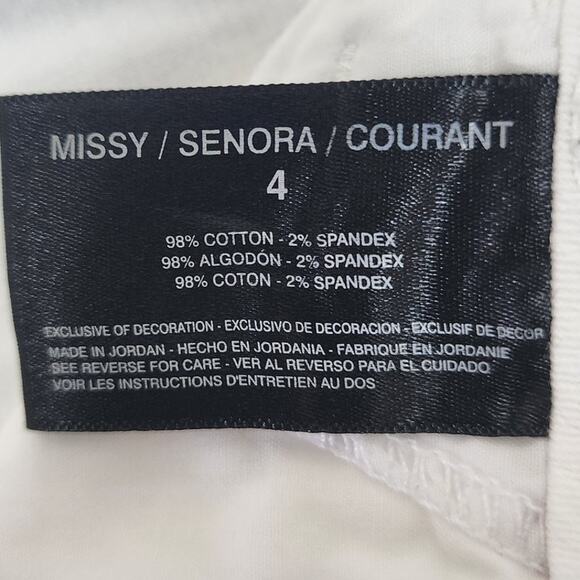 MISSY / SENORA / COURANT
4
98% COTTON - 2% SPANDEX
98% ALGODÓN - 2% SPANDEX
98% COTON - 2% SPANDEX
EXCLUSIVE OF DECORATION - EXCLUSIVO DE DECORACION - EXCLUSIF DE DECOR
MADE IN JORDAN - HECHO EN JORDANIA - FABRIQUE EN JORDANIE
SEE REVERSE FOR CARE - VER AL REVERSO PARA EL CUIDADO
VOIR LES INSTRUCTIONS D'ENTRETIEN AU DOS